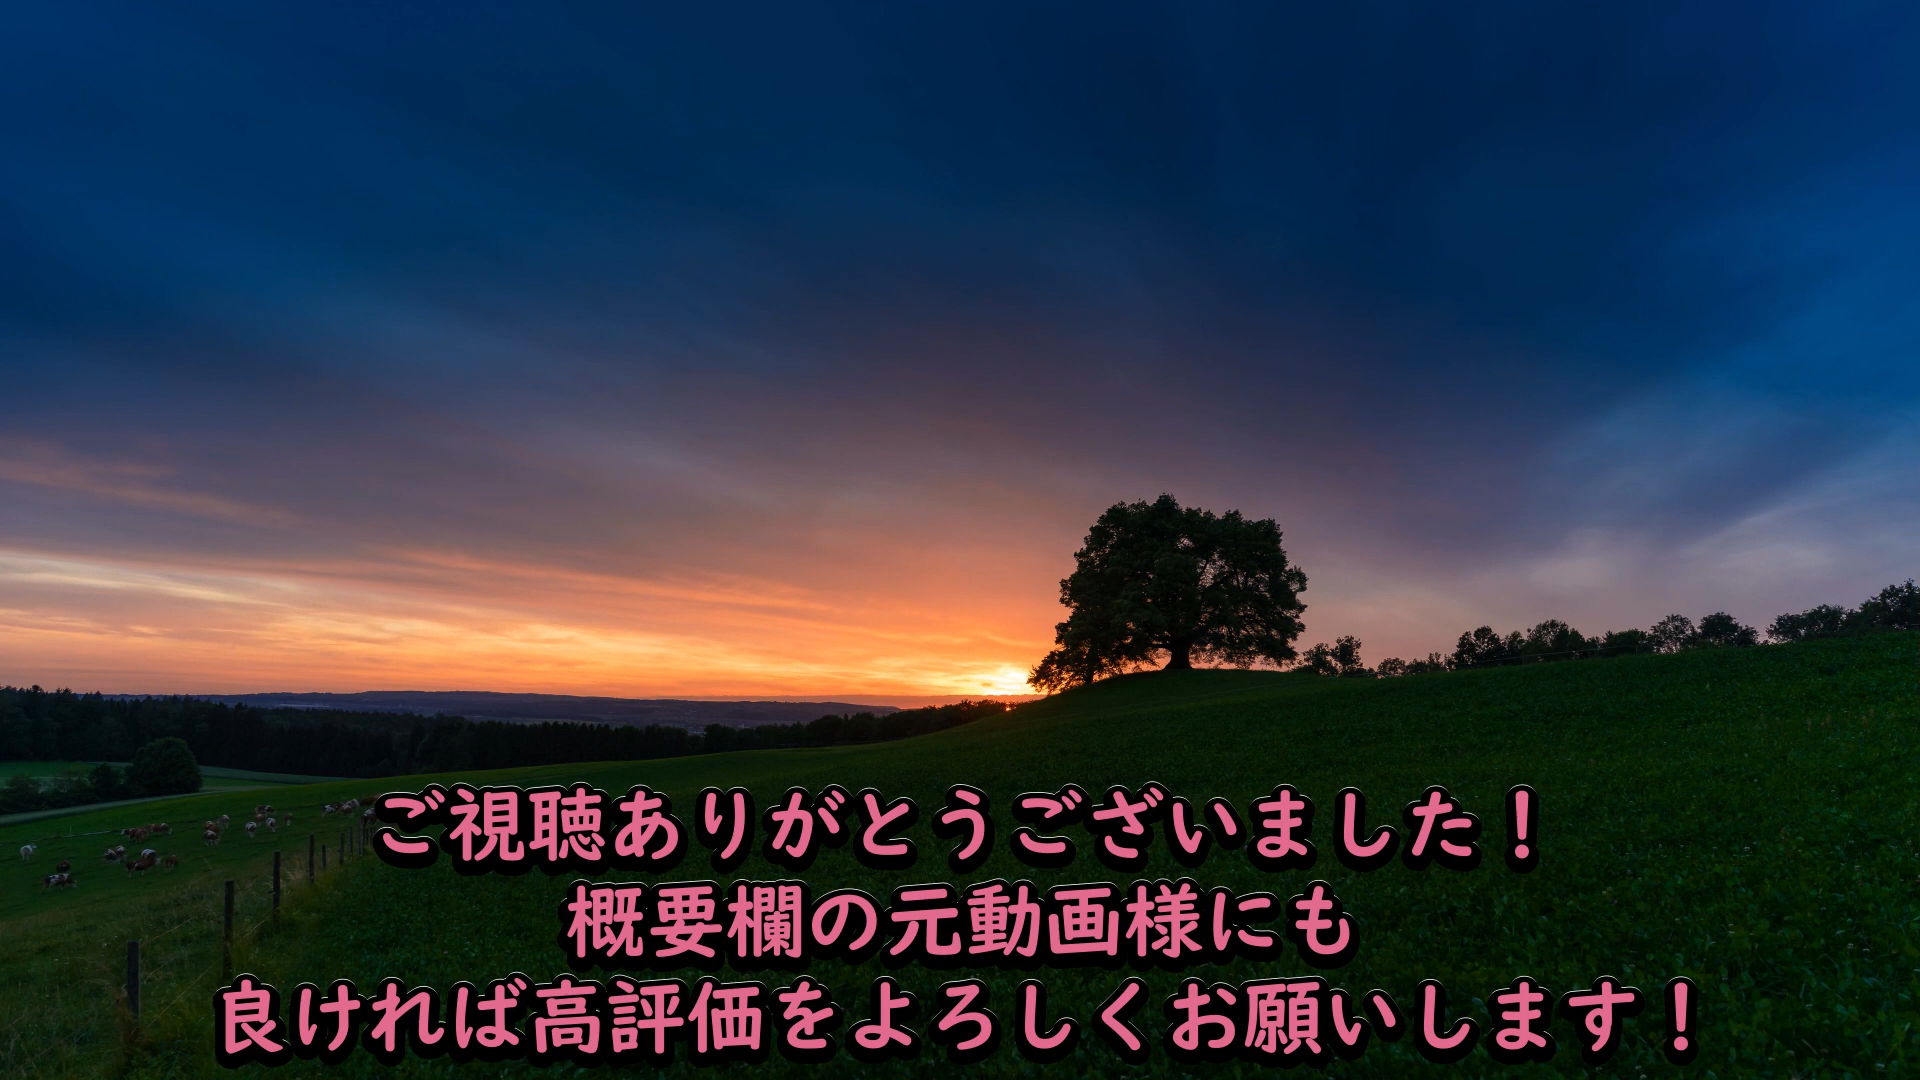 ご視聴ありがとうございました！
概要欄の元動画様にも
良ければ高評価をよろしくお願いします！